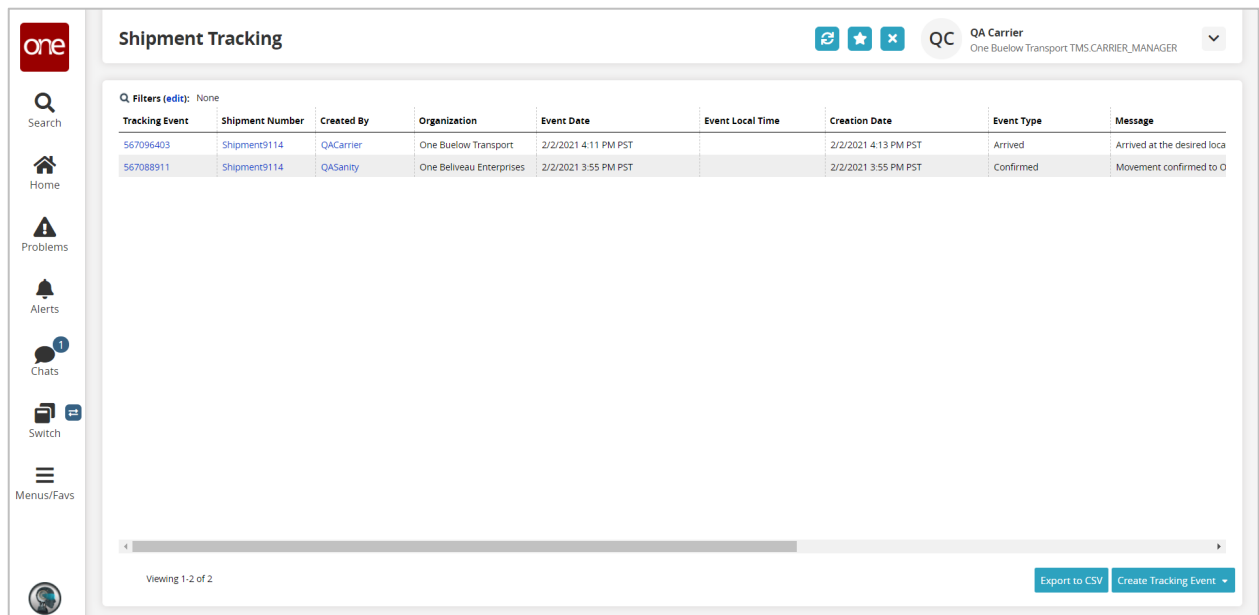 one
Shipment Tracking
QC
QA Carrier
One Buelow Transport TMS.CARRIER_MANAGER
Search
Home
Problems
Alerts
1
Chats
Switch
Menus/Favs
Filters (edit): None
Tracking Event Shipment Number Created By Organization Event Date Event Local Time Creation Date Event Type Message
567096403 Shipment9114 QACarrier One Buelow Transport 2/2/2021 4:11 PM PST 2/2/2021 4:13 PM PST Arrived Arrived at the desired loca
567088911 Shipment9114 QASanity One Beliveau Enterprises 2/2/2021 3:55 PM PST 2/2/2021 3:55 PM PST Confirmed Movement confirmed to O
Viewing 1-2 of 2
Export to CSV
Create Tracking Event